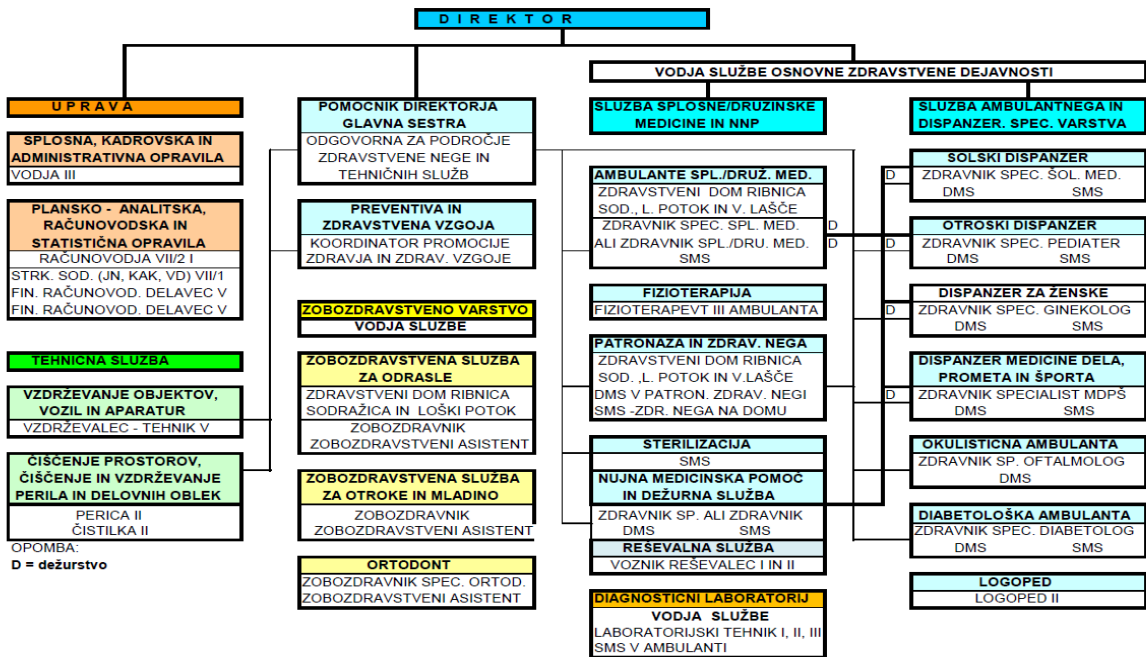 D I R E K T O R
VODJA SLUŽBE OSNOVNE ZDRAVSTVENE DEJAVNOSTI
U P R A V A
SPLOSNA, KADROVSKA IN
ADMINISTRATIVNA OPRAVILA
VODJA III
PLANSKO - ANALITSKA,
RAČUNOVODSKA IN
STATISTIČNA OPRAVILA
RAČUNOVODJA VII/2 I
STRK. SOD. (JN, KAK, VD) VII/1
FIN. RAČUNOVOD. DELAVEC V
FIN. RAČUNOVOD. DELAVEC V
TEHNICNA SLUŽBA
VZDRŽEVANJE OBJEKTOV,
VOZIL IN APARATUR
VZDRŽEVALEC - TEHNIK V
ČIŠČENJE PROSTOROV,
ČIŠČENJE IN VZDRŽEVANJE
PERILA IN DELOVNIH OBLEK
PERICA II
ČISTILKA II
OPOMBA:
D = dežurstvo
POMOCNIK DIREKTORJA
GLAVNA SESTRA
ODGOVORNA ZA PODROČJE
ZDRAVSTVENE NEGE IN
TEHNIČNIH SLUŽB
PREVENTIVA IN
ZDRAVSTVENA VZGOJA
KOORDINATOR PROMOCIJE
ZDRAVJA IN ZDRAV. VZGOJE
ZOBOZDRAVSTVENO VARSTVO
VODJA SLUŽBE
ZOBOZDRAVSTVENA SLUŽBA
ZA ODRASLE
ZDRAVSTVENI DOM RIBNICA
SODRAŽICA IN LOŠKI POTOK
ZOBOZDRAVNIK
ZOBOZDRAVSTVENI ASISTENT
ZOBOZDRAVSTVENA SLUŽBA
ZA OTROKE IN MLADINO
ZOBOZDRAVNIK
ZOBOZDRAVSTVENI ASISTENT
ORTODONT
ZOBOZDRAVNIK SPEC. ORTOD.
ZOBOZDRAVSTVENI ASISTENT
SLUŽBA SPLOSNE/DRUZINSKE
MEDICINE IN NNP
AMBULANTE SPL./DRUŽ. MED.
ZDRAVSTVENI DOM RIBNICA
SOD., L. POTOK IN V. LAŠČE
ZDRAVNIK SPEC. SPL. MED.
ALI ZDRAVNIK SPL./DRU. MED.
SMS
D
D
FIZIOTERAPIJA
FIZIOTERAPEVT III AMBULANTA
PATRONAZA IN ZDRAV. NEGA
ZDRAVSTVENI DOM RIBNICA
SOD. ,L. POTOK IN V.LAŠČE
DMS V PATRON. ZDRAV. NEGI
SMS -ZDR. NEGA NA DOMU
STERILIZACIJA
SMS
NUJNA MEDICINSKA POMOČ
IN DEŽURNA SLUŽBA
ZDRAVNIK SP. ALI ZDRAVNIK
DMS SMS
REŠEVALNA SLUŽBA
VOZNIK REŠEVALEC I IN II
DIAGNOSTICNI LABORATORIJ
VODJA SLUŽBE
LABORATORIJSKI TEHNIK I, II, III
SMS V AMBULANTI
SLUŽBA AMBULANTNEGA IN
DISPANZER. SPEC. VARSTVA
SOLSKI DISPANZER
D ZDRAVNIK SPEC. ŠOL. MED.
DMS SMS
OTROSKI DISPANZER
D ZDRAVNIK SPEC. PEDIATER
DMS SMS
DISPANZER ZA ŽENSKE
D ZDRAVNIK SPEC. GINEKOLOG
DMS SMS
DISPANZER MEDICINE DELA,
PROMETA IN ŠPORTA
D ZDRAVNIK SPECIALIST MDPŠ
DMS SMS
OKULISTIČNA AMBULANTA
ZDRAVNIK SP. OFTALMOLOG
DMS
DIABETOLOŠKA AMBULANTA
ZDRAVNIK SPEC. DIABETOLOG
DMS SMS
LOGOPED
LOGOPED II